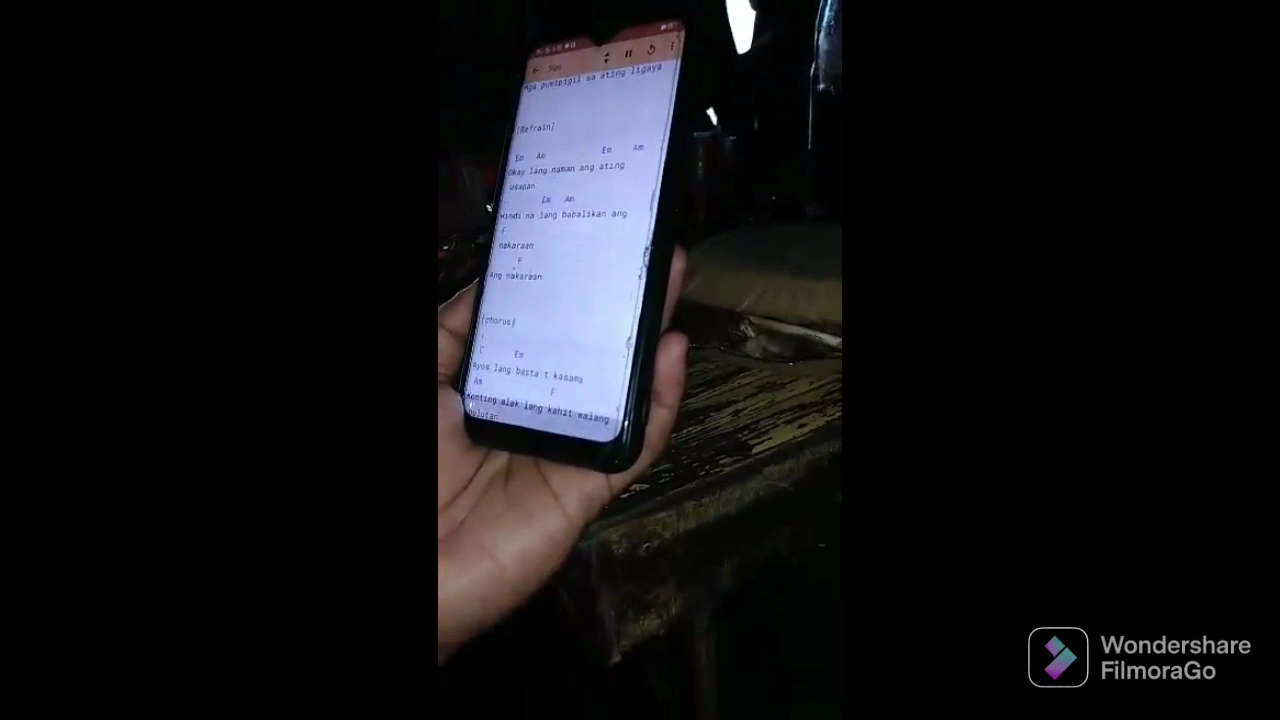 Mga pumipigil sa ating ligaya
[Refrain]
Em Am Em Am
Okay lang naman ang ating
usapan
Em Am
Hindi na lang babalikan ang
F
nakaraan
F
Ang nakaraan
[chorus]
C Em
Ayos lang basta't kasama
Am F
Konting alak lang kahit walang
pulutan
Wondershare
FilmoraGo